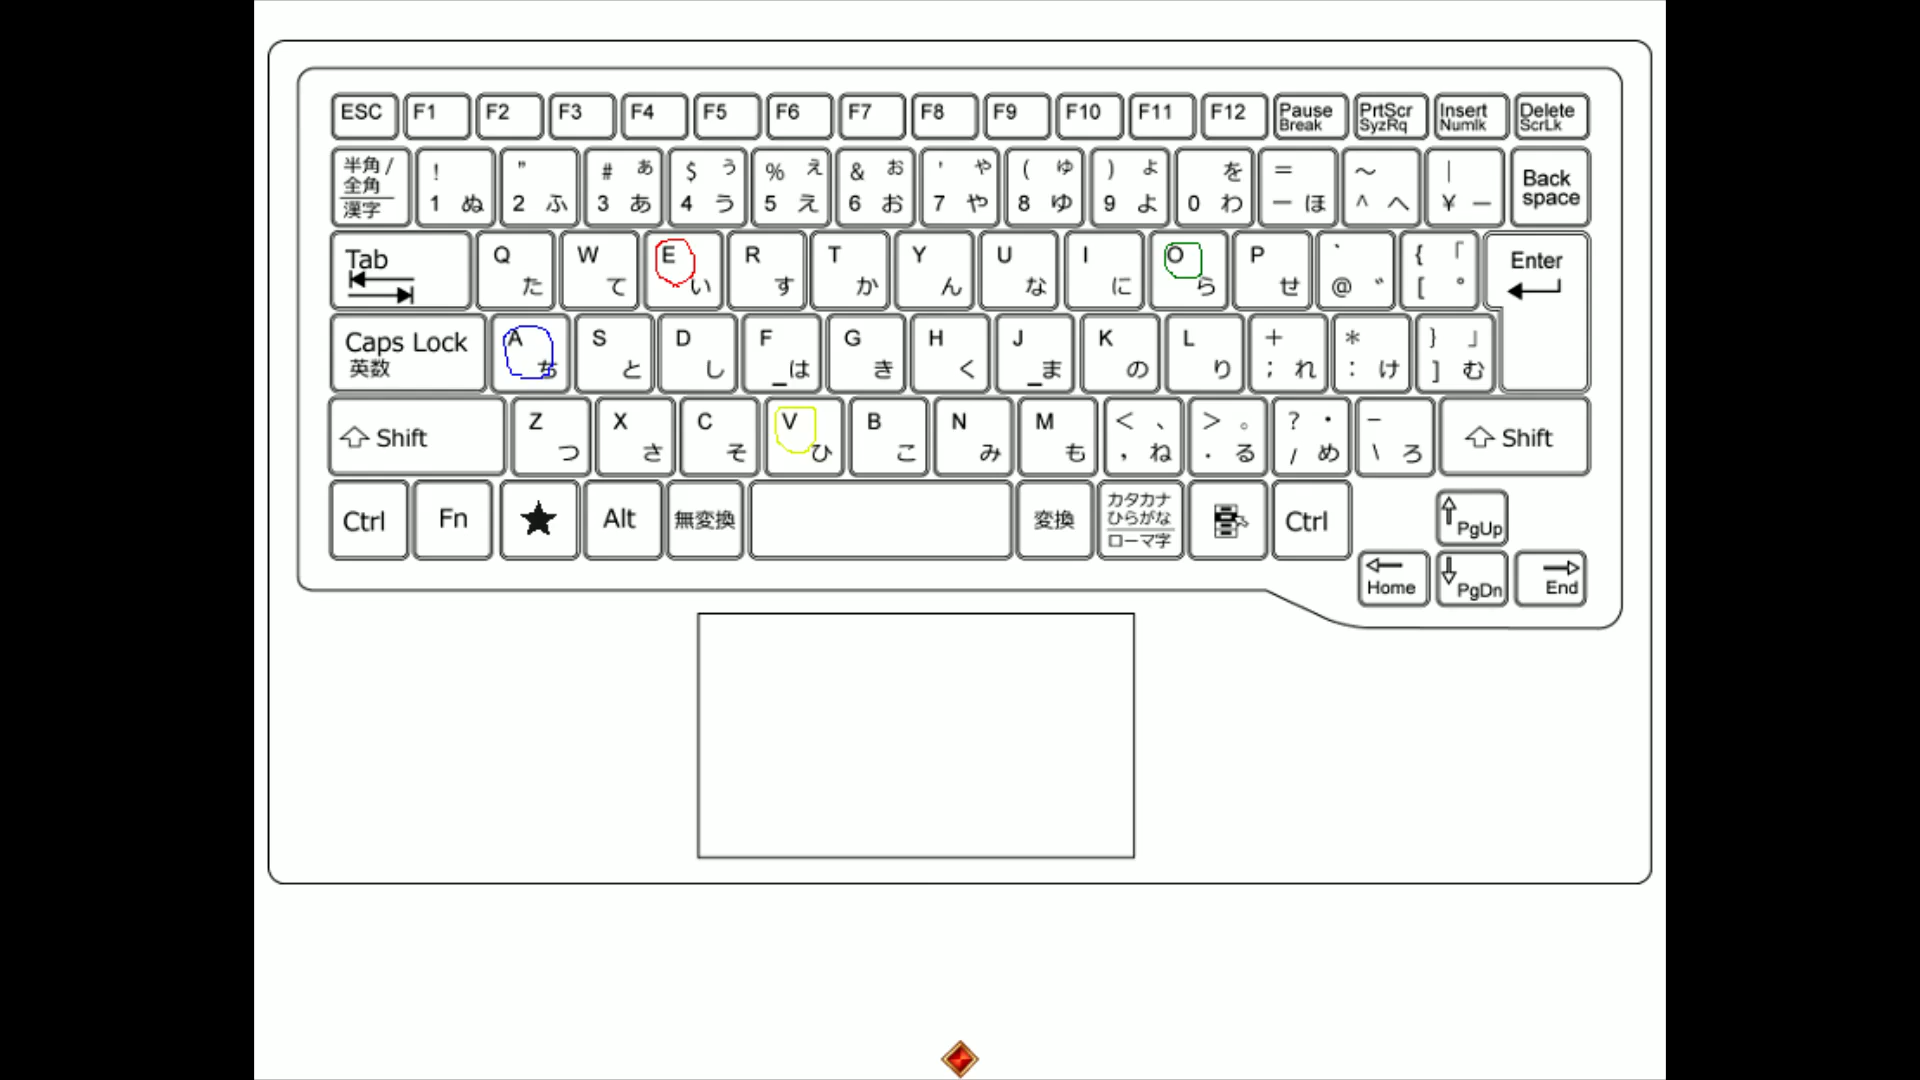 ESC F1 F2 F3 F4 F5 F6 F7 F8 F9 F10 F11 F12 Pause Break PrtScr SyzRq Insert Numlk Delete ScrLk
半角/全角 漢字 ! 1 ぬ " 2 ふ # ぁ 3 あ $ ぅ 4 う % ぇ 5 え & ぉ 6 お ' ゃ 7 や ( ゅ 8 ゆ ) ょ 9 よ を 0 わ = ー ほ ～ ^ へ | ¥ ー Back space
Tab Q た W て E い R す T か Y ん U な I に O ら P せ ` @ ゛ { 「 [ ゜ Enter
Caps Lock 英数 A ち S と D し F _ は G き H く J _ ま K の L り + ; れ * : け } 」 ] む
Shift Z つ X さ C そ V ひ B こ N み M も < 、 , ね > 。 . る ? ・ / め − \ ろ Shift
Ctrl Fn Alt 無変換 変換 カタカナ ひらがな ローマ字 Ctrl PgUp
Home PgDn End